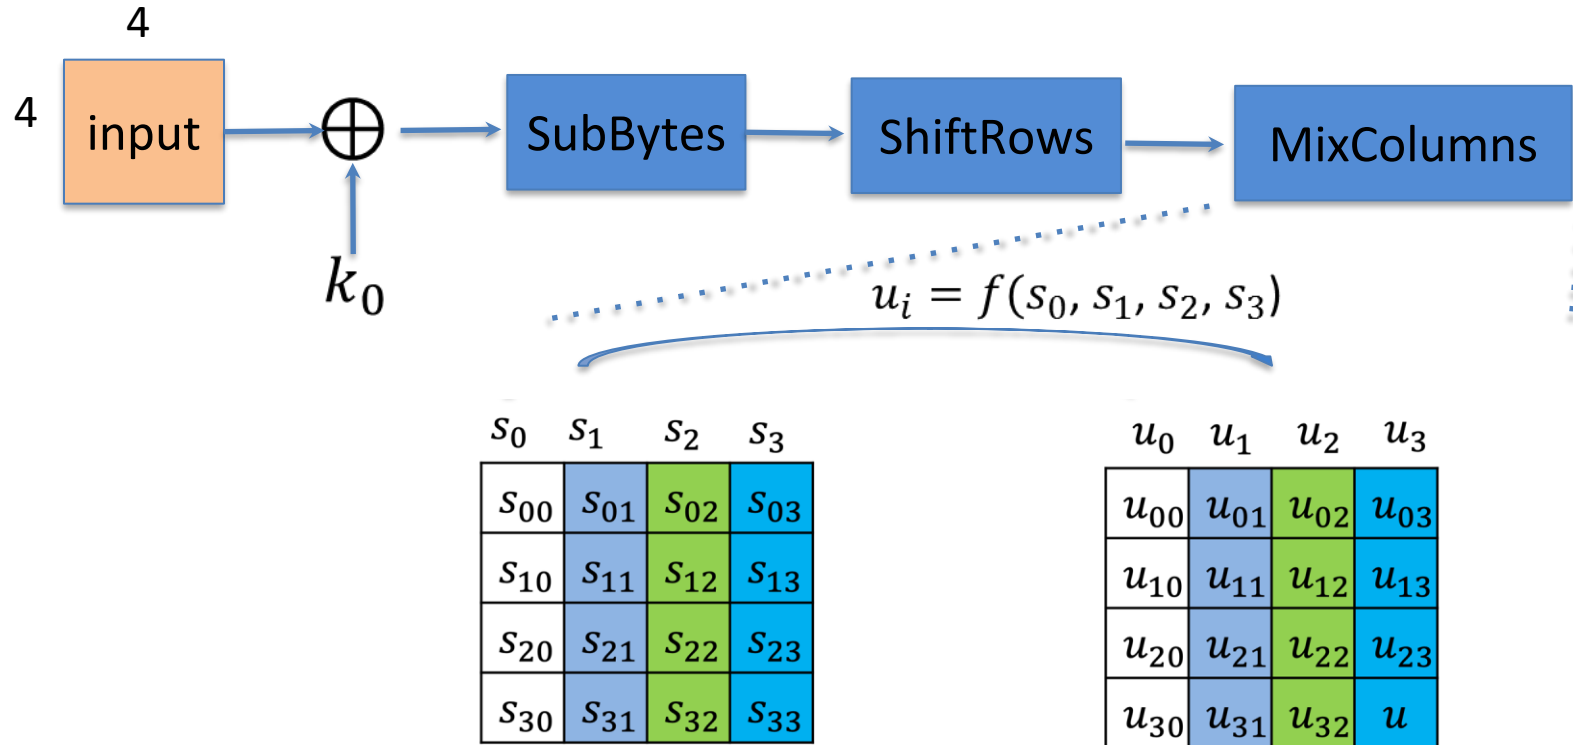 4
4 input ⊕ SubBytes ShiftRows MixColumns
k₀
uᵢ = f(s₀, s₁, s₂, s₃)
s₀ s₁ s₂ s₃ u₀ u₁ u₂ u₃
s₀₀ s₀₁ s₀₂ s₀₃ u₀₀ u₀₁ u₀₂ u₀₃
s₁₀ s₁₁ s₁₂ s₁₃ u₁₀ u₁₁ u₁₂ u₁₃
s₂₀ s₂₁ s₂₂ s₂₃ u₂₀ u₂₁ u₂₂ u₂₃
s₃₀ s₃₁ s₃₂ s₃₃ u₃₀ u₃₁ u₃₂ u